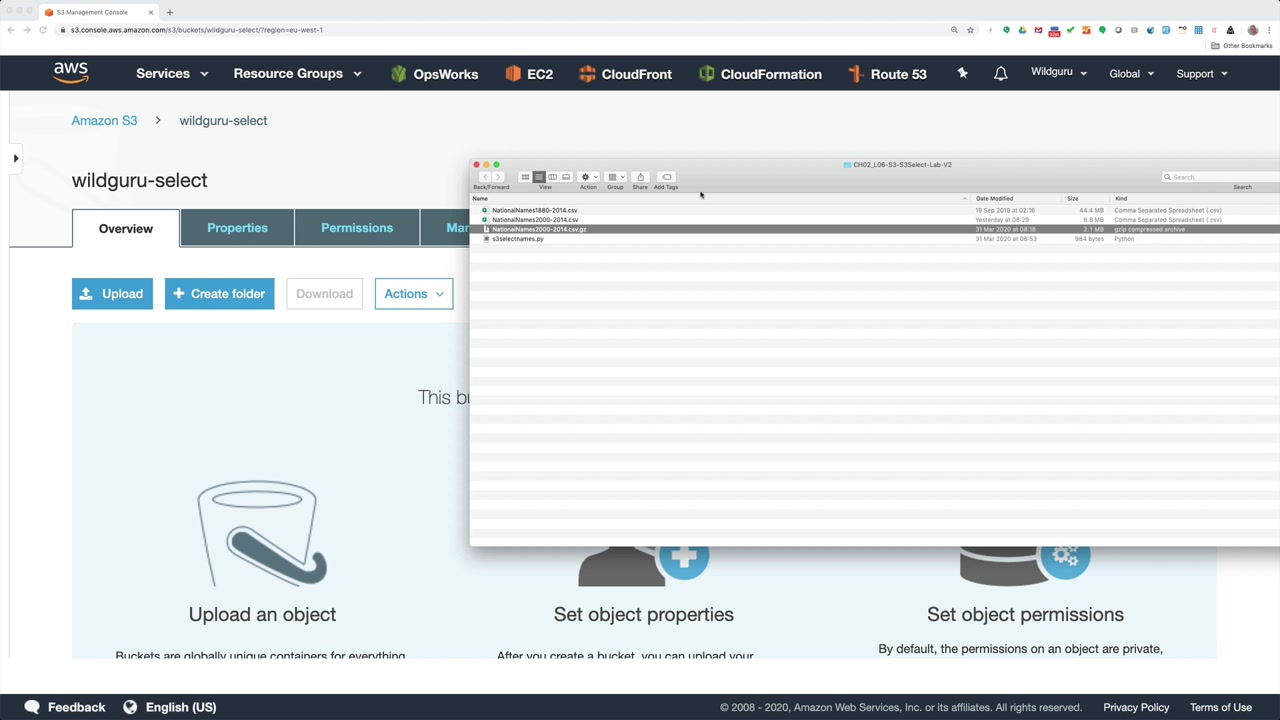 S3 Management Console
s3.console.aws.amazon.com/s3/buckets/wildguru-select/?region=eu-west-1
Other Bookmarks
aws
Services
Resource Groups
OpsWorks
EC2
CloudFront
CloudFormation
Route 53
Wildguru
Global
Support
Amazon S3 > wildguru-select
wildguru-select
Overview
Properties
Permissions
Upload
Create folder
Download
Actions
CH02_L06-S3-S3Select-Lab-V2
Back/Forward
View
Action
Group
Share
Add Tags
Search
Search
Name Date Modified Size Kind
NationalNames1880-2014.csv 19 Sep 2019 at 02:16 44.4 MB Comma Separated Spreadsheet (.csv)
NationalNames2000-2014.csv Yesterday at 08:29 8.8 MB Comma Separated Spreadsheet (.csv)
NationalNames2000-2014.csv.gz 31 Mar 2020 at 08:18 2.1 MB gzip compressed archive
s3selectnames.py 31 Mar 2020 at 08:53 984 bytes Python
This
Upload an object
Set object properties
Set object permissions
Buckets are globally unique containers for everything
After you create a bucket, you can upload your
By default, the permissions on an object are private,
Feedback
English (US)
© 2008 - 2020, Amazon Web Services, Inc. or its affiliates. All rights reserved.
Privacy Policy
Terms of Use